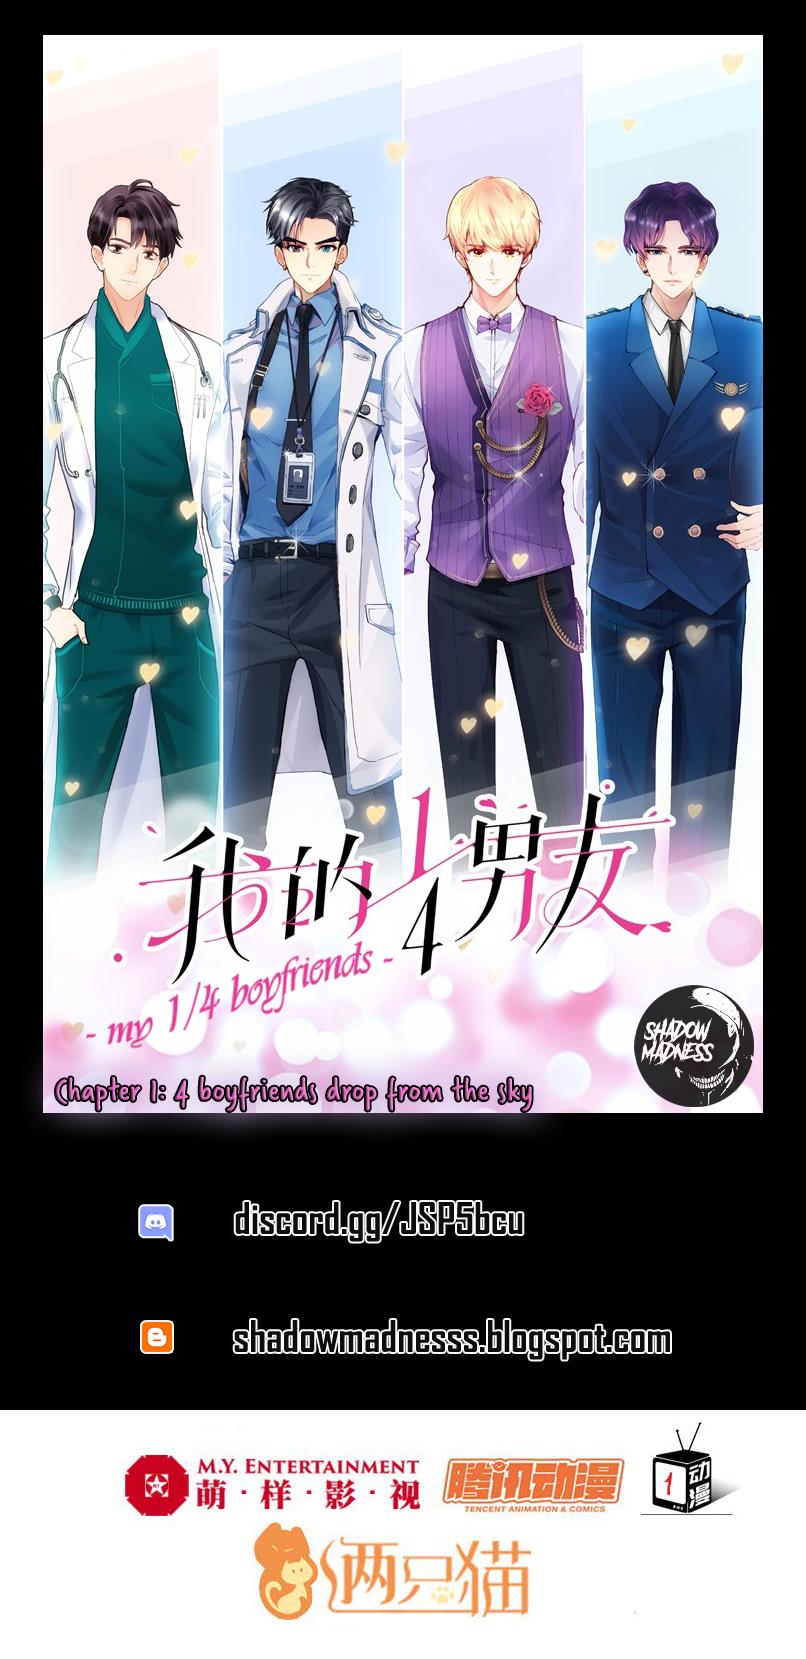 我的1/4男友
- my 1/4 boyfriends -
SHADOW
MADNESS
Chapter 1: 4 boyfriends drop from the sky
discord.gg/JSP5bcu
shadowmadnesss.blogspot.com
M.Y. ENTERTAINMENT
萌·样·影·视
腾讯动漫
TENCENT ANIMATION & COMICS
1
动漫
俩只猫